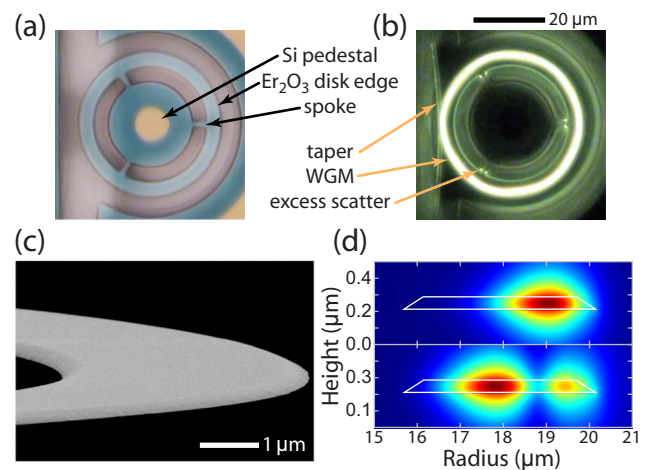 (a)
(b)
20 μm
Si pedestal
Er₂O₃ disk edge
spoke
taper
WGM
excess scatter
(c)
1 μm
(d)
0.4
0.2
0.0
0.3
0.1
Height (μm)
15 16 17 18 19 20 21
Radius (μm)